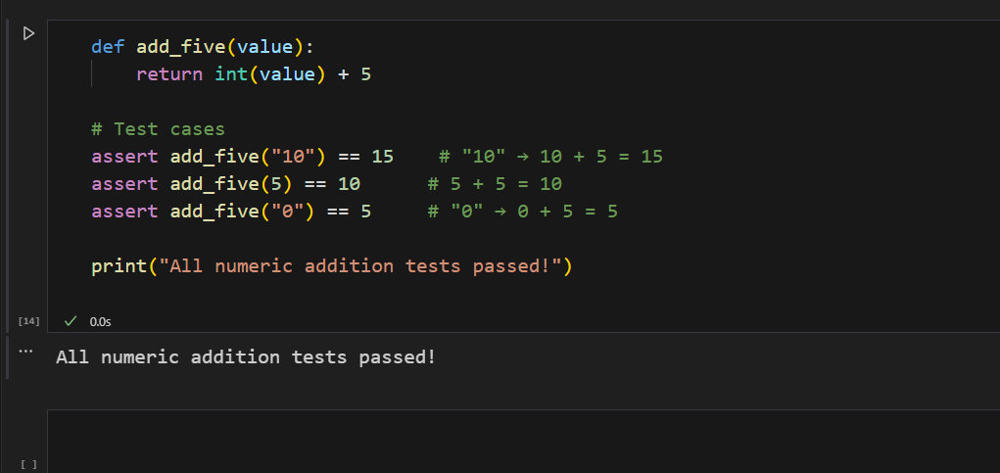 def add_five(value):
    return int(value) + 5
# Test cases
assert add_five("10") == 15    # "10" → 10 + 5 = 15
assert add_five(5) == 10      # 5 + 5 = 10
assert add_five("0") == 5     # "0" → 0 + 5 = 5
print("All numeric addition tests passed!")
[14] ✓ 0.0s
... All numeric addition tests passed!
[ ]